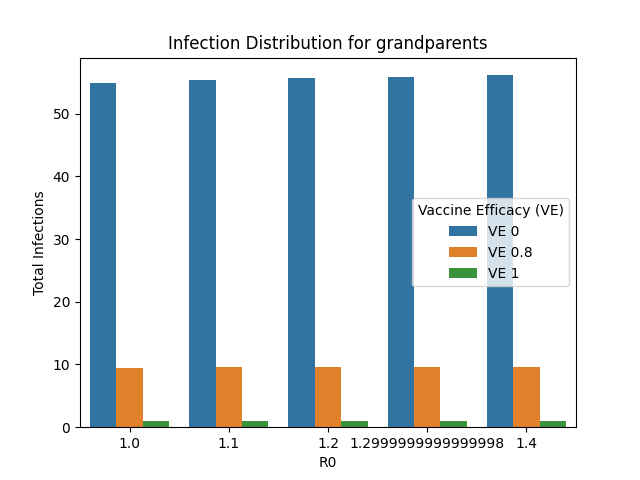 Infection Distribution for grandparents
Total Infections
50
40
30
20
10
0
Vaccine Efficacy (VE)
VE 0
VE 0.8
VE 1
1.0 1.1 1.2 1.2999999999999998 1.4
R0